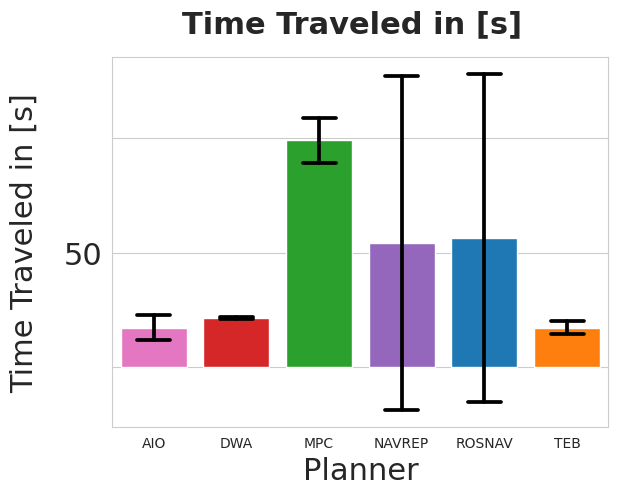 Time Traveled in [s]
Time Traveled in [s]
50
AIO DWA MPC NAVREP ROSNAV TEB
Planner